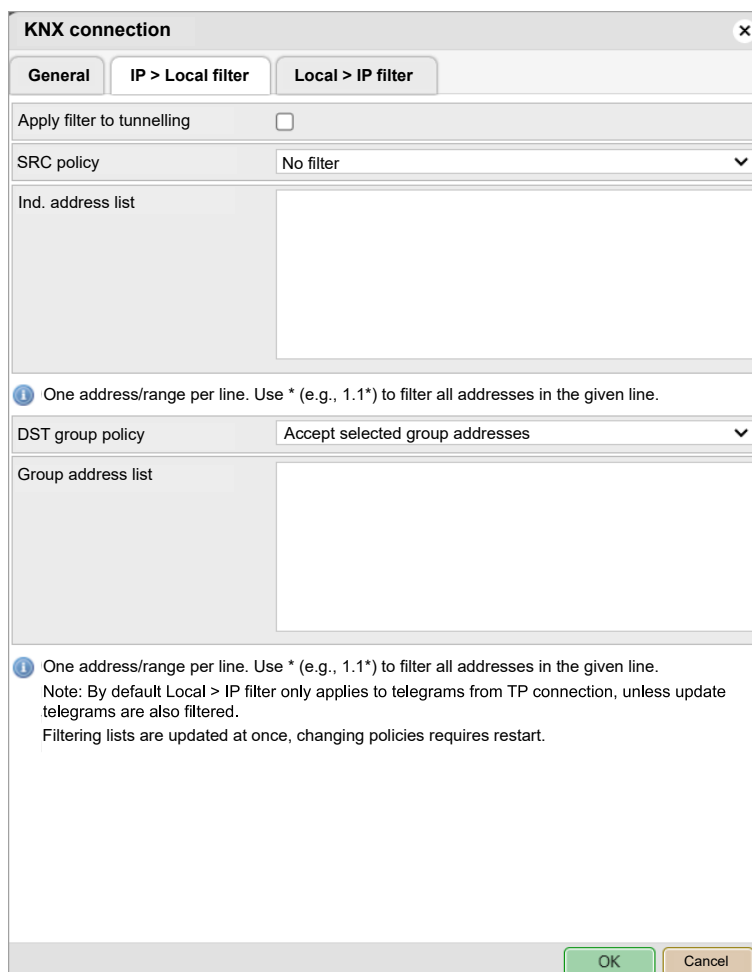 KNX connection
General
IP > Local filter
Local > IP filter
Apply filter to tunnelling
SRC policy
No filter
Ind. address list
One address/range per line. Use * (e.g., 1.1*) to filter all addresses in the given line.
DST group policy
Accept selected group addresses
Group address list
One address/range per line. Use * (e.g., 1.1*) to filter all addresses in the given line.
Note: By default Local > IP filter only applies to telegrams from TP connection, unless update
telegrams are also filtered.
Filtering lists are updated at once, changing policies requires restart.
OK
Cancel